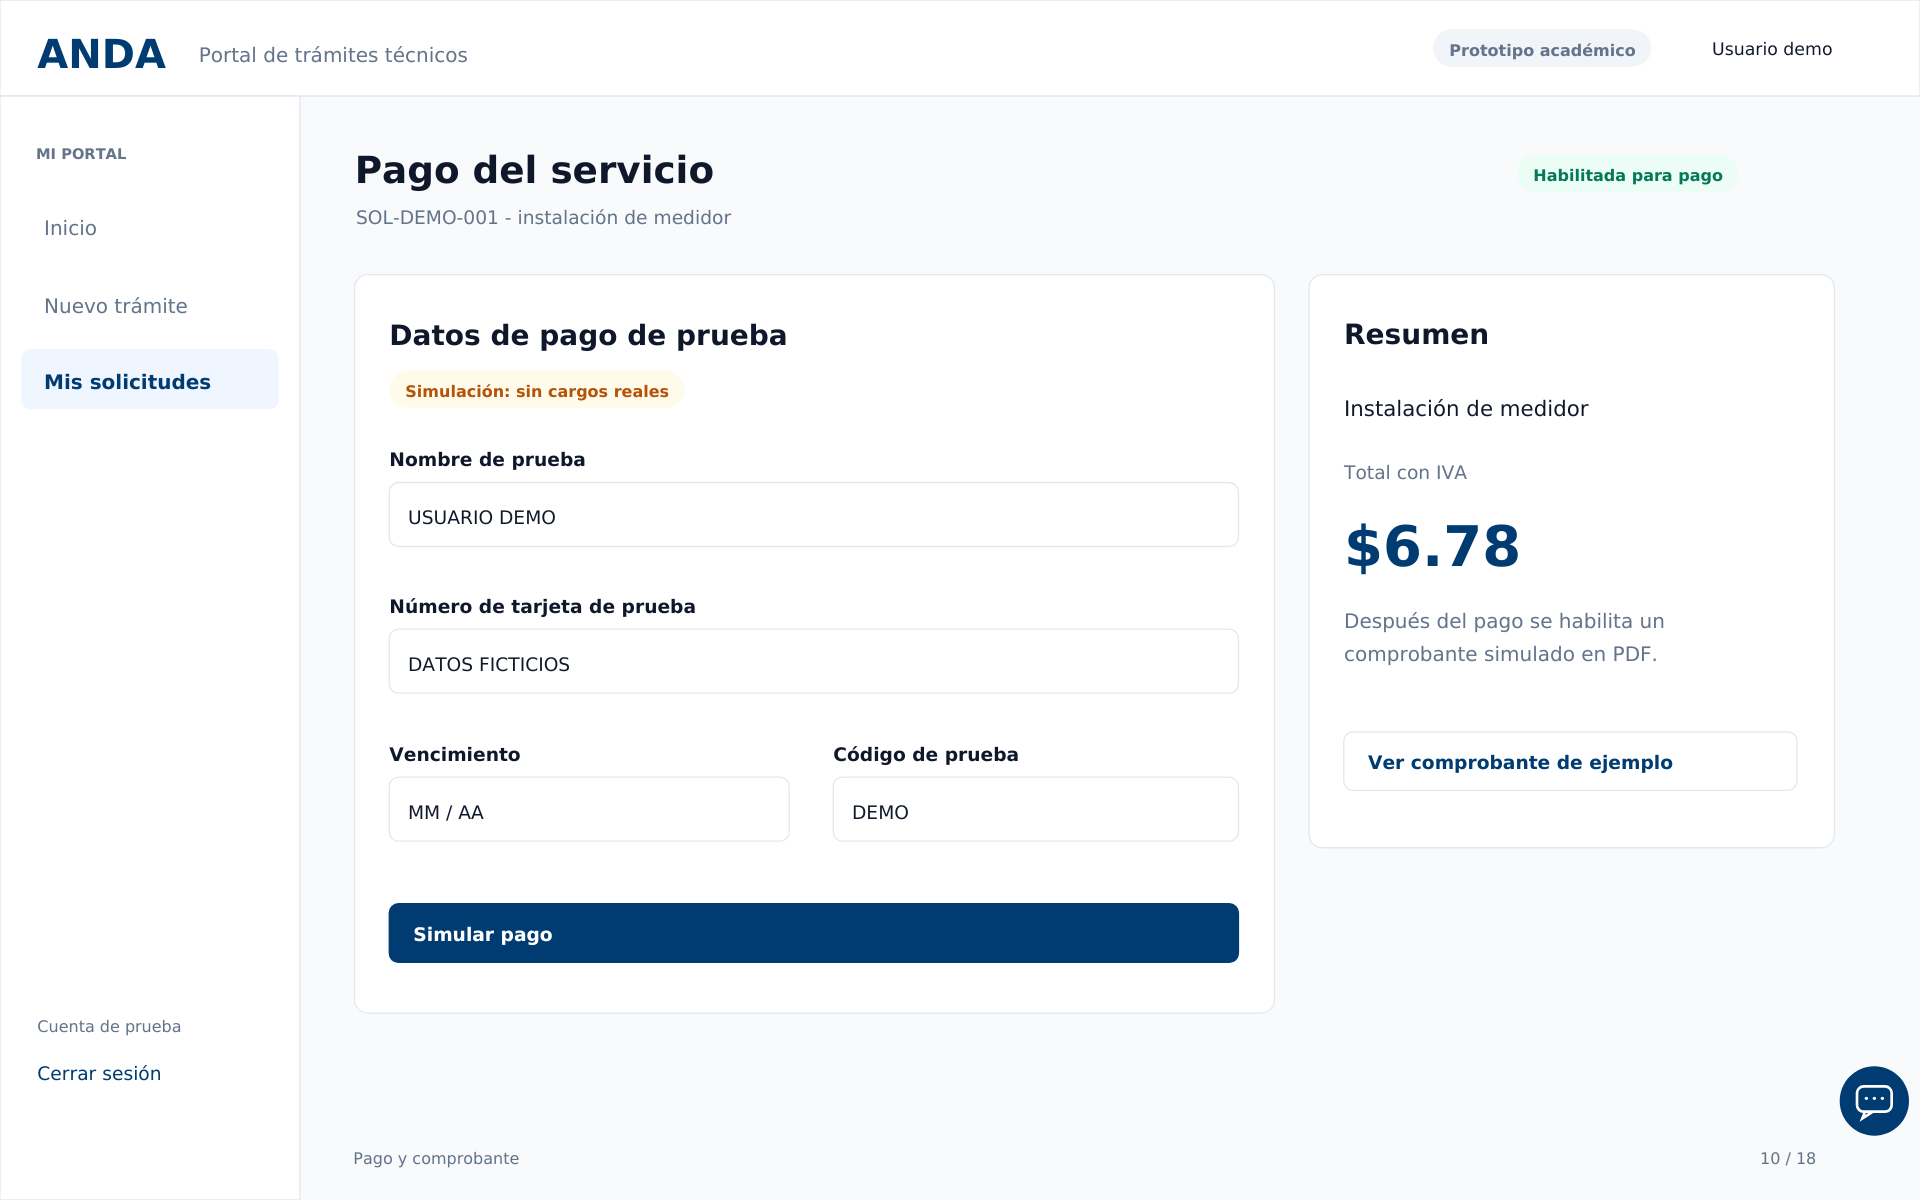 ANDA
Portal de trámites técnicos
Prototipo académico
Usuario demo
MI PORTAL
Inicio
Nuevo trámite
Mis solicitudes
Cuenta de prueba
Cerrar sesión
Pago del servicio
SOL-DEMO-001 - instalación de medidor
Habilitada para pago
Datos de pago de prueba
Simulación: sin cargos reales
Nombre de prueba
USUARIO DEMO
Número de tarjeta de prueba
DATOS FICTICIOS
Vencimiento
MM / AA
Código de prueba
DEMO
Simular pago
Resumen
Instalación de medidor
Total con IVA
$6.78
Después del pago se habilita un
comprobante simulado en PDF.
Ver comprobante de ejemplo
Pago y comprobante
10 / 18